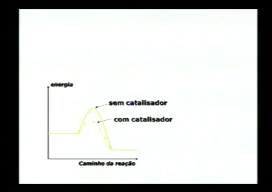 energia
sem catalisador
com catalisador
Caminho da reação